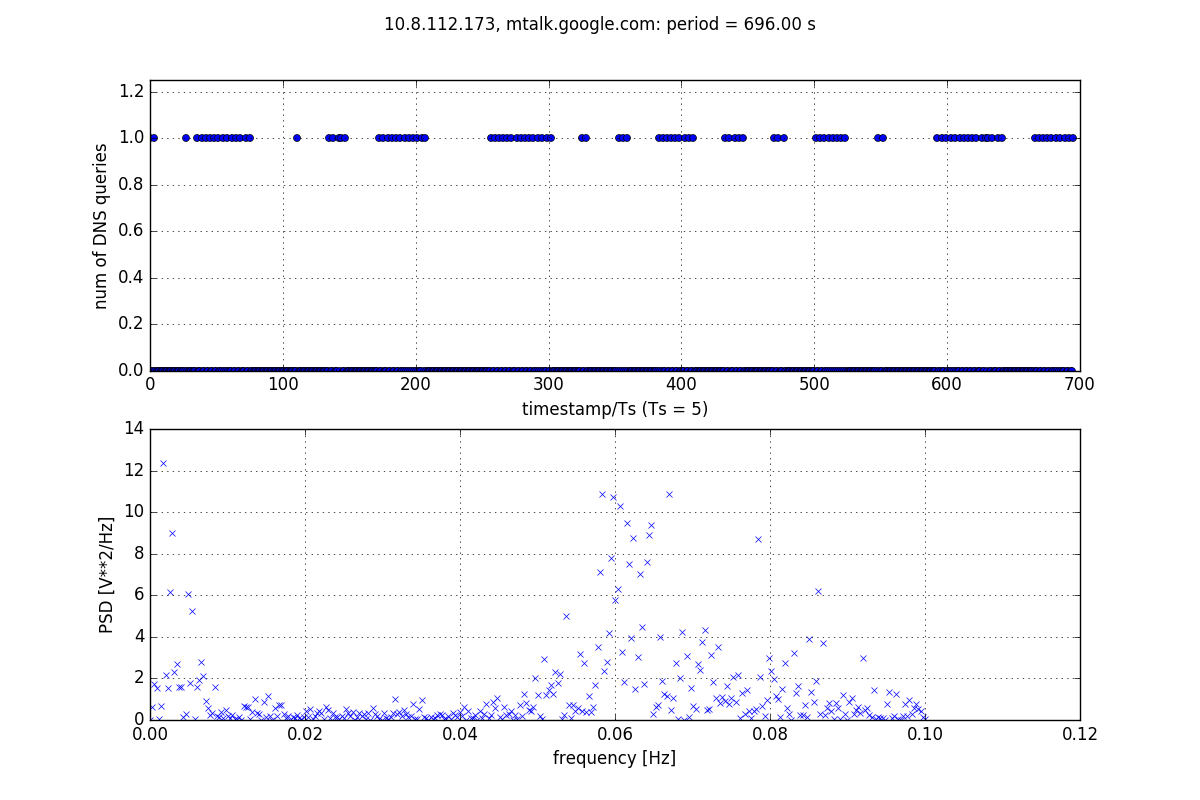 10.8.112.173, mtalk.google.com: period = 696.00 s
num of DNS queries
1.2
1.0
0.8
0.6
0.4
0.2
0.0
0 100 200 300 400 500 600 700
timestamp/Ts (Ts = 5)
PSD [V**2/Hz]
14
12
10
8
6
4
2
0
0.00 0.02 0.04 0.06 0.08 0.10 0.12
frequency [Hz]